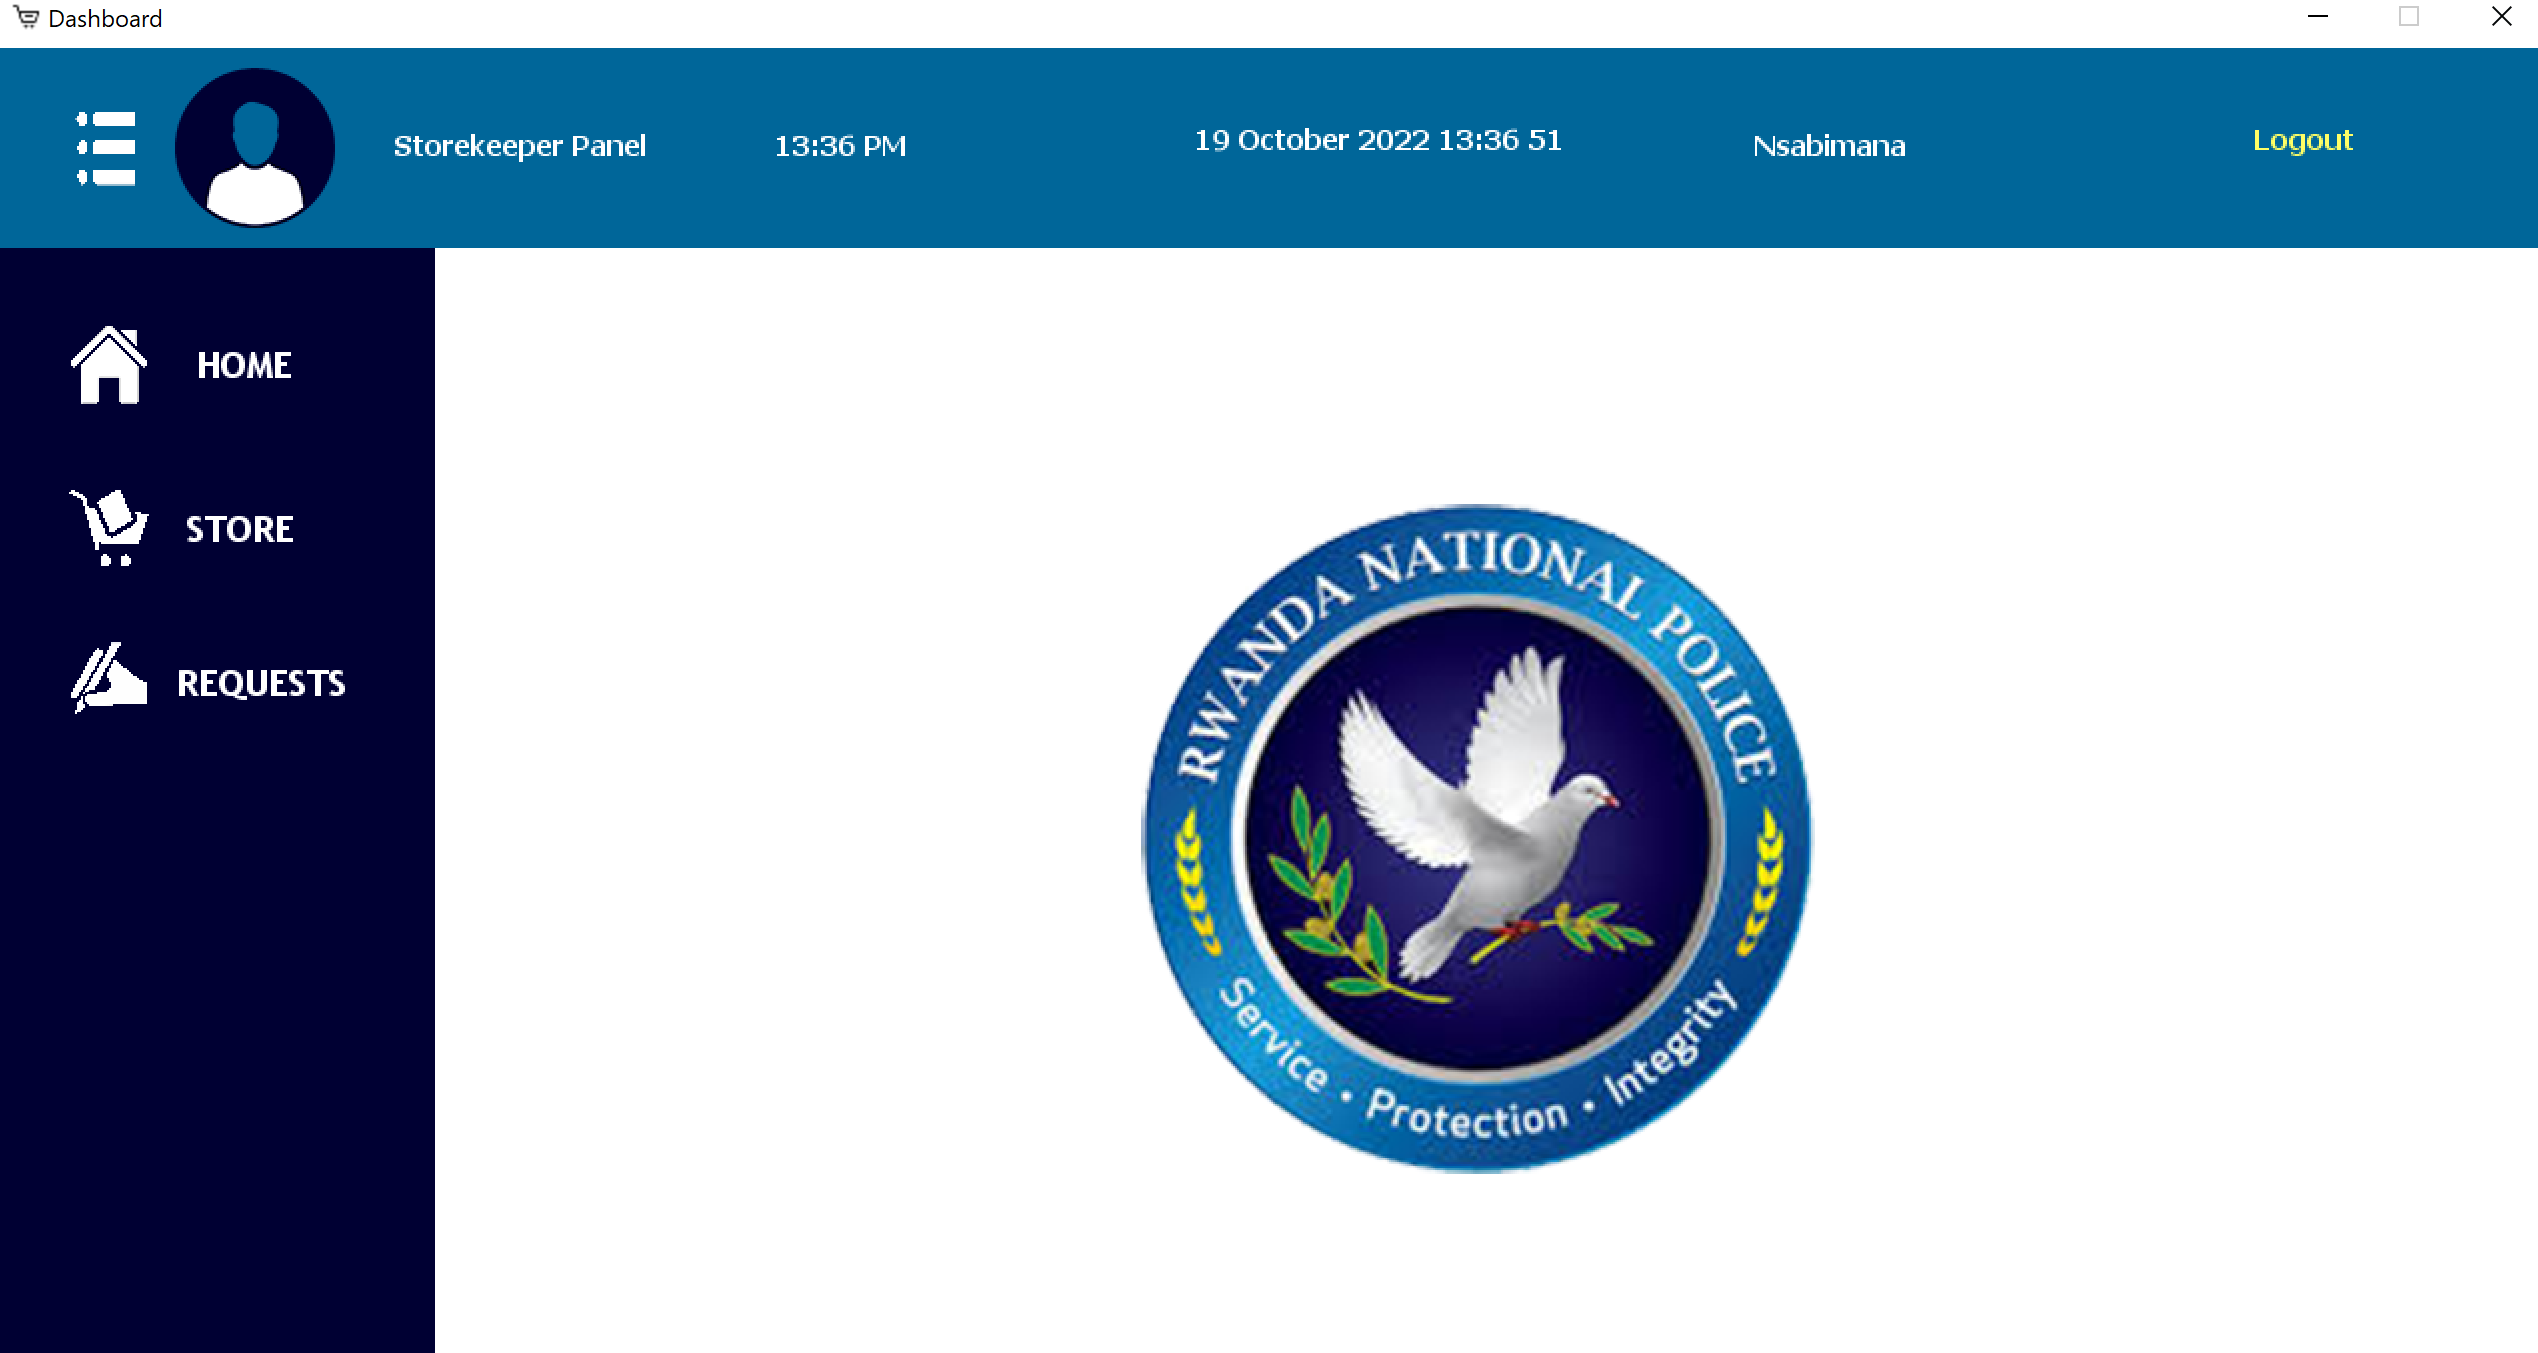 Dashboard
Storekeeper Panel
13:36 PM
19 October 2022 13:36 51
Nsabimana
Logout
HOME
STORE
REQUESTS
RWANDA NATIONAL POLICE
Service • Protection • Integrity